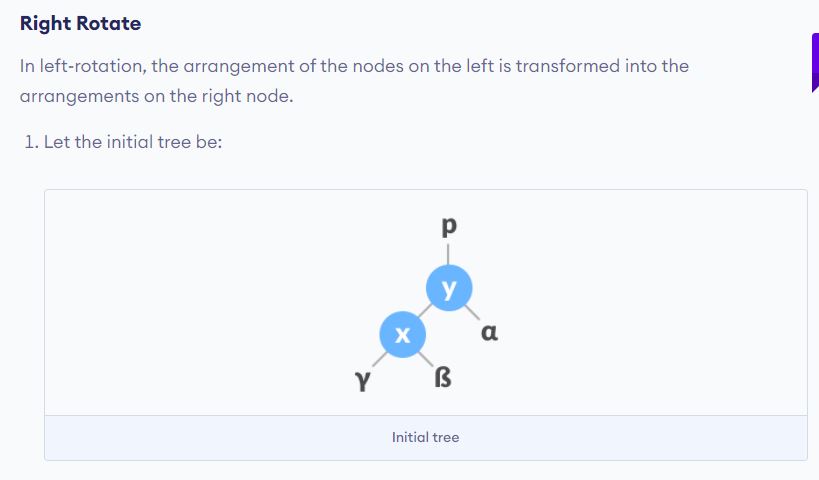 Right Rotate
In left-rotation, the arrangement of the nodes on the left is transformed into the
arrangements on the right node.
1. Let the initial tree be:
p
y
x
α
γ
ß
Initial tree